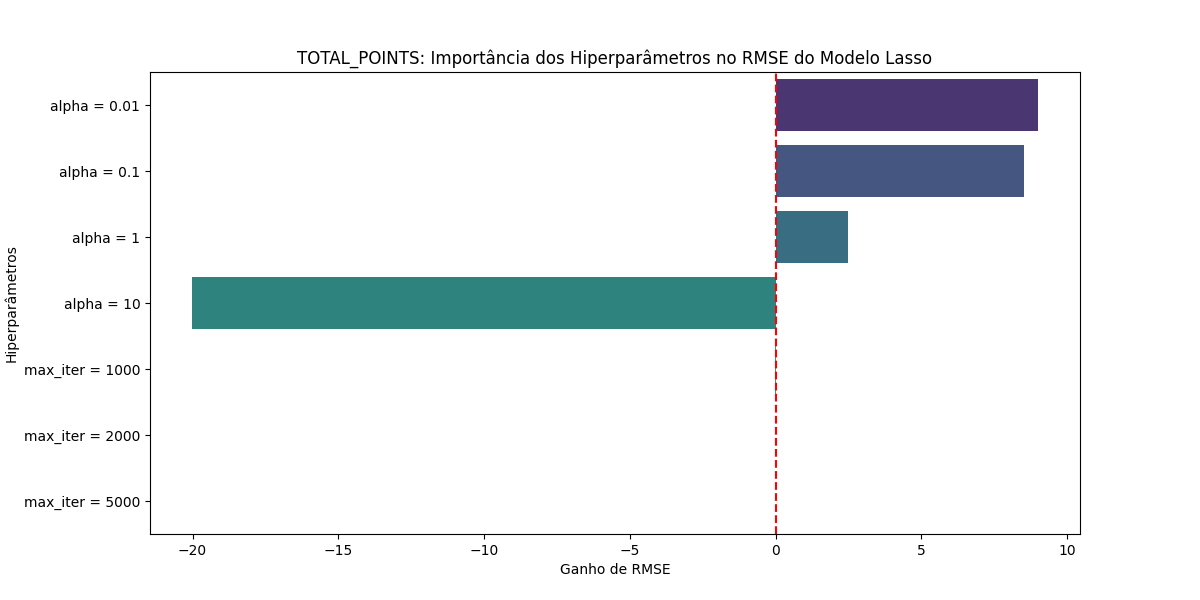 TOTAL_POINTS: Importância dos Hiperparâmetros no RMSE do Modelo Lasso
Hiperparâmetros
alpha = 0.01
alpha = 0.1
alpha = 1
alpha = 10
max_iter = 1000
max_iter = 2000
max_iter = 5000
−20 −15 −10 −5 0 5 10
Ganho de RMSE